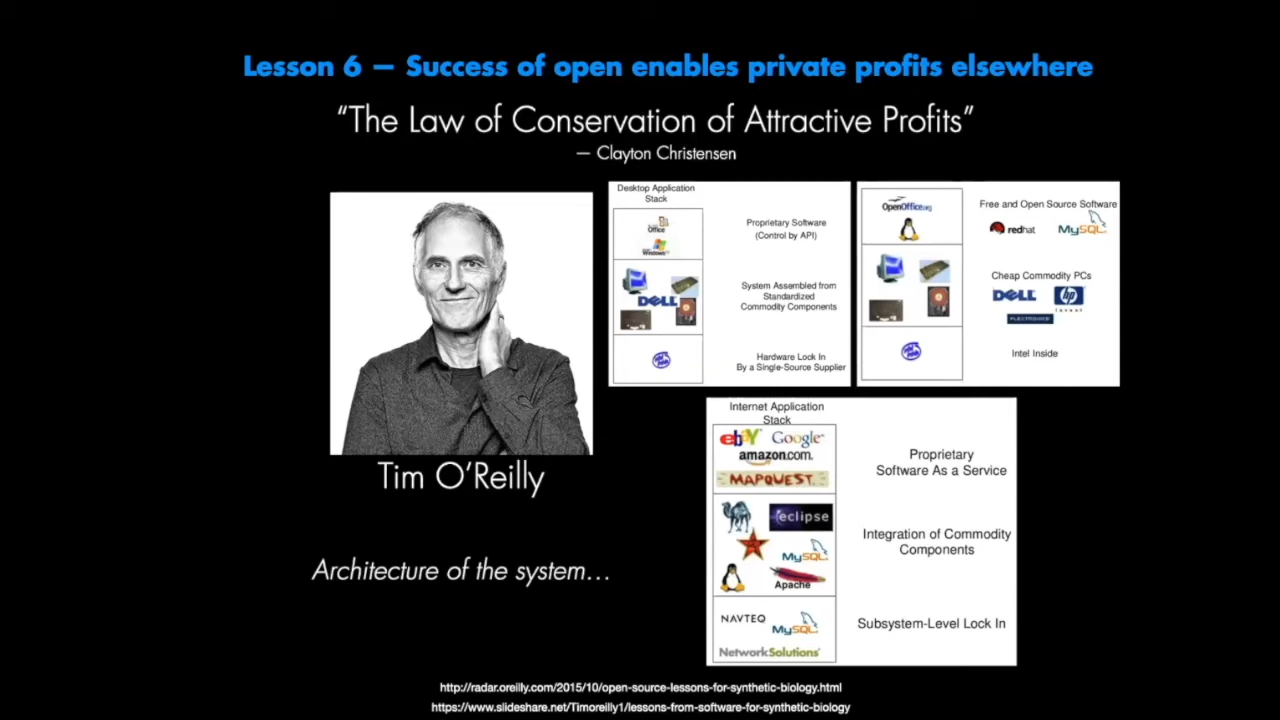 Lesson 6 — Success of open enables private profits elsewhere
“The Law of Conservation of Attractive Profits”
— Clayton Christensen
Desktop Application
Stack
Office
Windows
Proprietary Software
(Control by API)
DELL
System Assembled from
Standardized
Commodity Components
Hardware Lock In
By a Single-Source Supplier
OpenOffice.org
Free and Open Source Software
redhat
MySQL
Cheap Commodity PCs
DELL
hp
invent
FLEXTRONICS
Intel Inside
Tim O’Reilly
Architecture of the system…
Internet Application
Stack
ebY Google
amazon.com.
MAPQUEST.
Proprietary
Software As a Service
eclipse
MySQL
Apache
Integration of Commodity
Components
NAVTEQ
MySQL
NetworkSolutions
Subsystem-Level Lock In
http://radar.oreilly.com/2015/10/open-source-lessons-for-synthetic-biology.html
https://www.slideshare.net/Timoreilly1/lessons-from-software-for-synthetic-biology